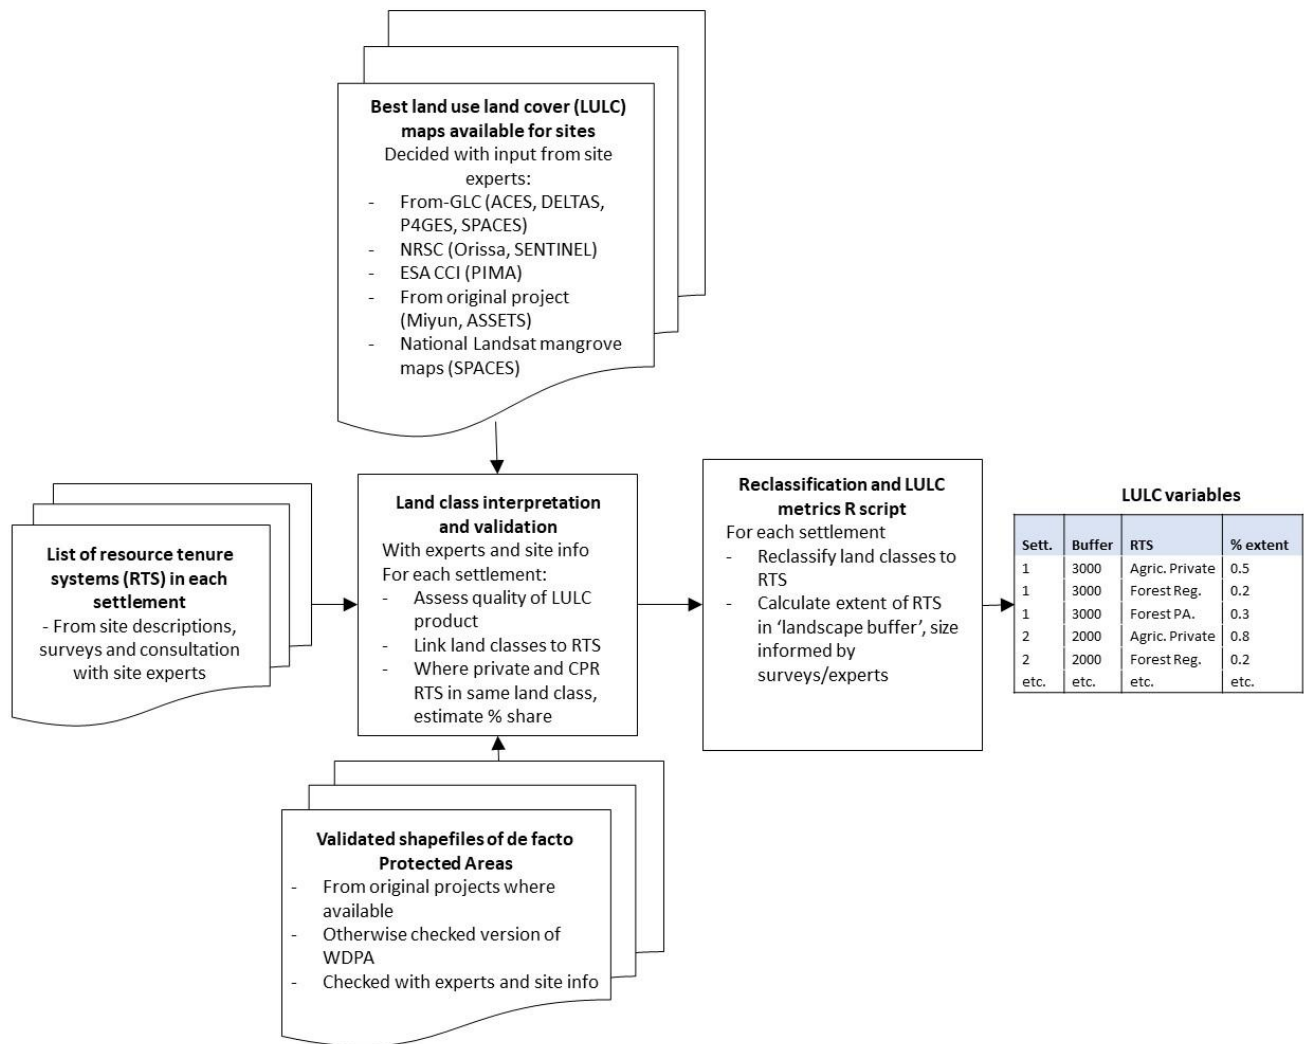 Best land use land cover (LULC)
maps available for sites
Decided with input from site
experts:
- From-GLC (ACES, DELTAS,
P4GES, SPACES)
- NRSC (Orissa, SENTINEL)
- ESA CCI (PIMA)
- From original project
(Miyun, ASSETS)
- National Landsat mangrove
maps (SPACES)
List of resource tenure
systems (RTS) in each
settlement
- From site descriptions,
surveys and consultation
with site experts
Land class interpretation
and validation
With experts and site info
For each settlement:
- Assess quality of LULC
product
- Link land classes to RTS
- Where private and CPR
RTS in same land class,
estimate % share
Validated shapefiles of de facto
Protected Areas
- From original projects where
available
- Otherwise checked version of
WDPA
- Checked with experts and site info
Reclassification and LULC
metrics R script
For each settlement
- Reclassify land classes to
RTS
- Calculate extent of RTS
in ‘landscape buffer’, size
informed by
surveys/experts
LULC variables
Sett. Buffer RTS % extent
1 3000 Agric. Private 0.5
1 3000 Forest Reg. 0.2
1 3000 Forest PA. 0.3
2 2000 Agric. Private 0.8
2 2000 Forest Reg. 0.2
etc. etc. etc. etc.